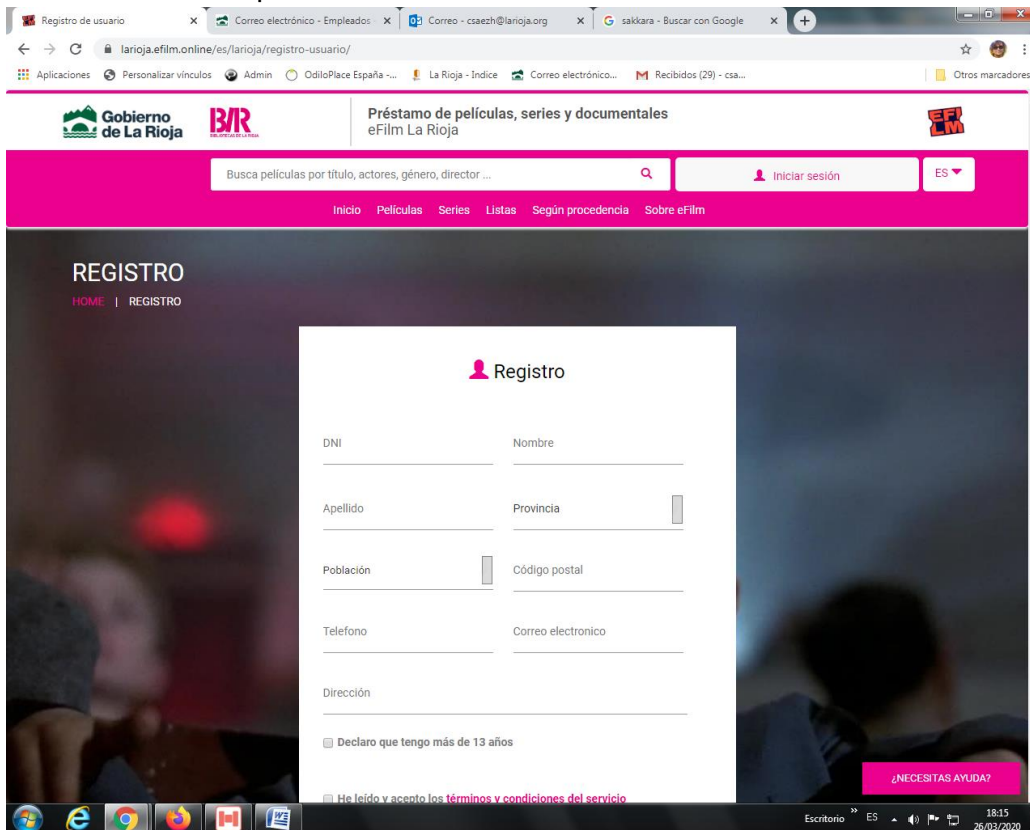 Registro de usuario
Correo electrónico - Empleados
Correo - csaezh@larioja.org
sakkara - Buscar con Google
larioja.efilm.online/es/larioja/registro-usuario/
Aplicaciones Personalizar vínculos Admin OdiloPlace España -... La Rioja - Indice Correo electrónico... Recibidos (29) - csa... Otros marcadores
Gobierno
de La Rioja
B/R
Préstamo de películas, series y documentales
eFilm La Rioja
EFI
LM
Busca películas por título, actores, género, director ...
Iniciar sesión
ES
Inicio Películas Series Listas Según procedencia Sobre eFilm
REGISTRO
HOME | REGISTRO
Registro
DNI Nombre
Apellido Provincia
Población Código postal
Telefono Correo electronico
Dirección
Declaro que tengo más de 13 años
¿NECESITAS AYUDA?
He leído y acepto los términos y condiciones del servicio
Escritorio » ES 18:15
26/03/2020